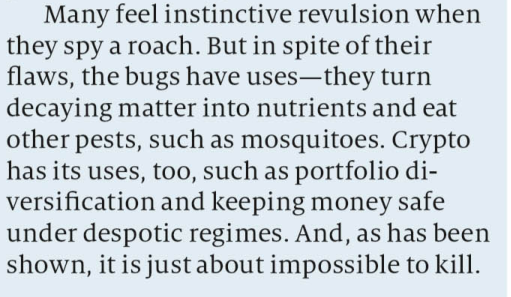 Many feel instinctive revulsion when
they spy a roach. But in spite of their
flaws, the bugs have uses—they turn
decaying matter into nutrients and eat
other pests, such as mosquitoes. Crypto
has its uses, too, such as portfolio di-
versification and keeping money safe
under despotic regimes. And, as has been
shown, it is just about impossible to kill.